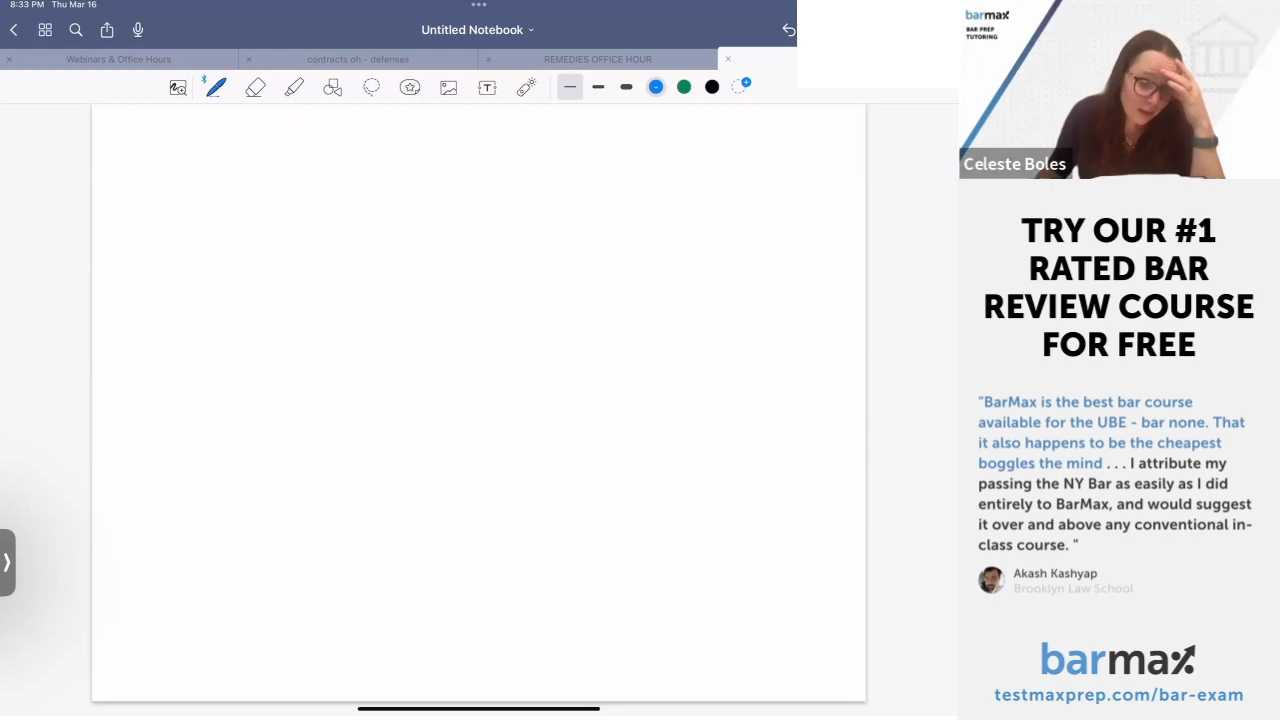 8:33 PM Thu Mar 16
Untitled Notebook
Webinars & Office Hours
contracts oh - defenses
REMEDIES OFFICE HOUR
T
barmax
BAR PREP
TUTORING
Celeste Boles
TRY OUR #1
RATED BAR
REVIEW COURSE
FOR FREE
"BarMax is the best bar course
available for the UBE - bar none. That
it also happens to be the cheapest
boggles the mind . . . I attribute my
passing the NY Bar as easily as I did
entirely to BarMax, and would suggest
it over and above any conventional in-
class course. "
Akash Kashyap
Brooklyn Law School
barmax
testmaxprep.com/bar-exam